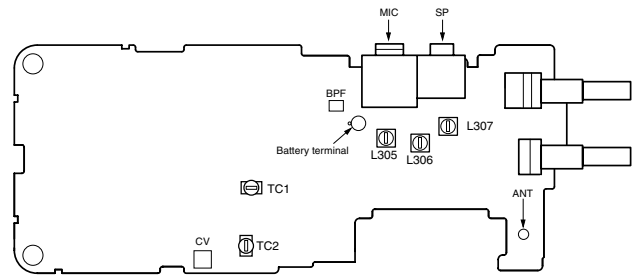 MIC
SP
BPF
Battery terminal
L305
L306
L307
TC1
ANT
CV
TC2